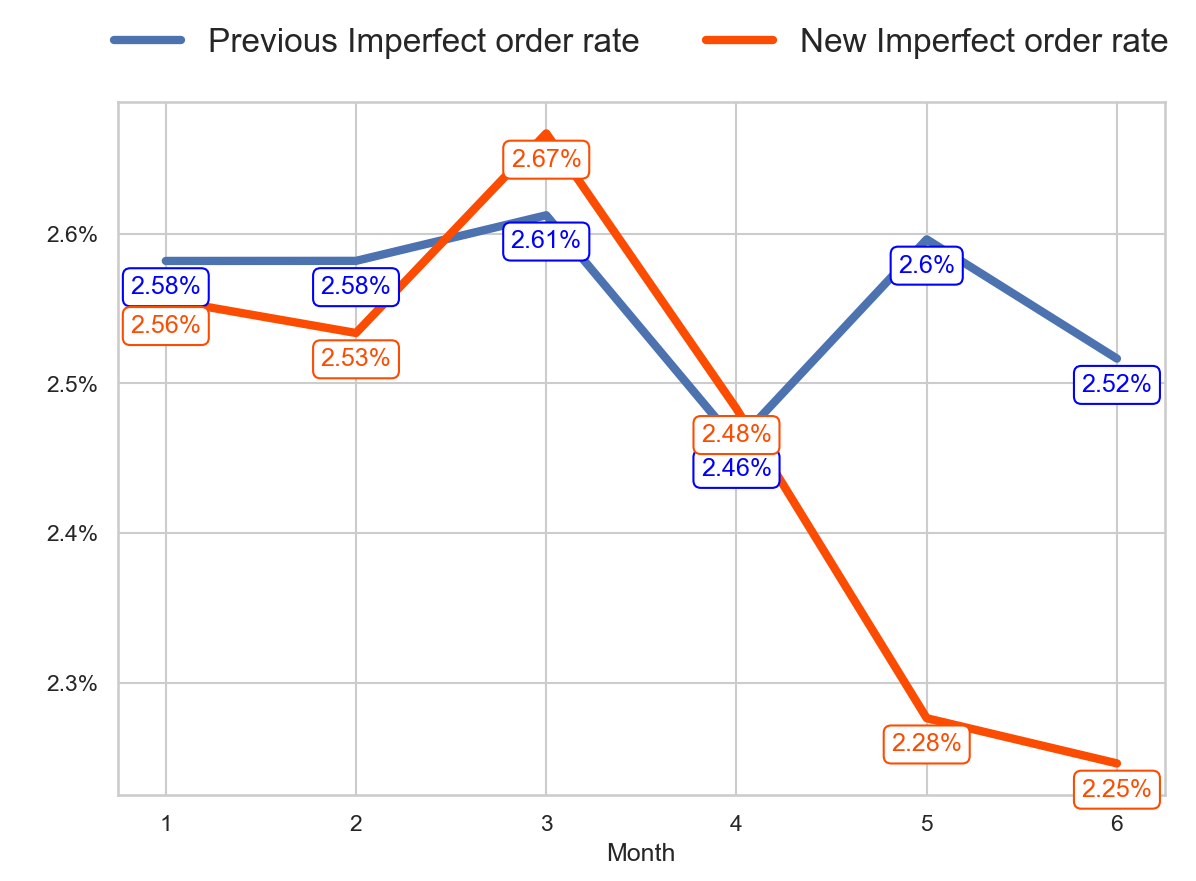 Previous Imperfect order rate New Imperfect order rate
2.67%
2.6% 2.61% 2.6%
2.58% 2.58%
2.56%
2.53%
2.5% 2.52%
2.48%
2.46%
2.4%
2.3%
2.28%
2.25%
1 2 3 4 5 6
Month